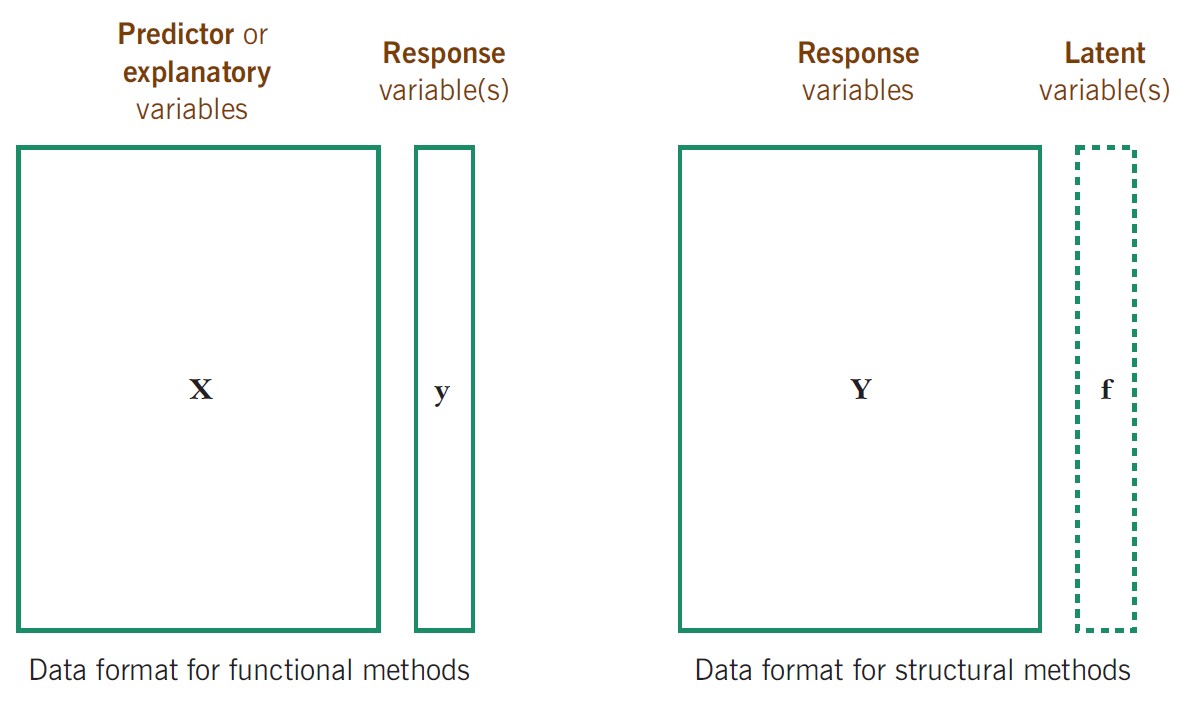 Predictor or
explanatory
variables
Response
variable(s)
X
y
Data format for functional methods
Response
variables
Latent
variable(s)
Y
f
Data format for structural methods